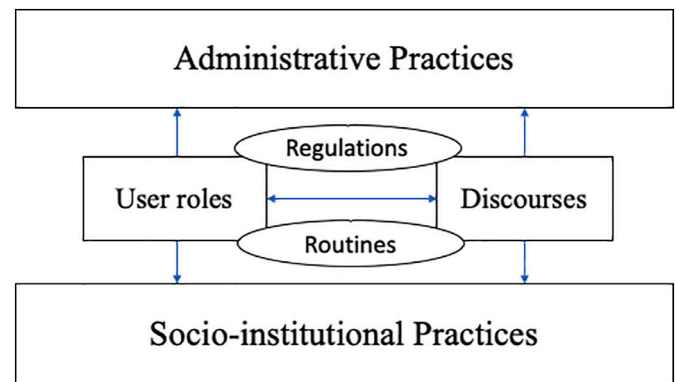 Administrative Practices
Regulations
User roles
Discourses
Routines
Socio-institutional Practices